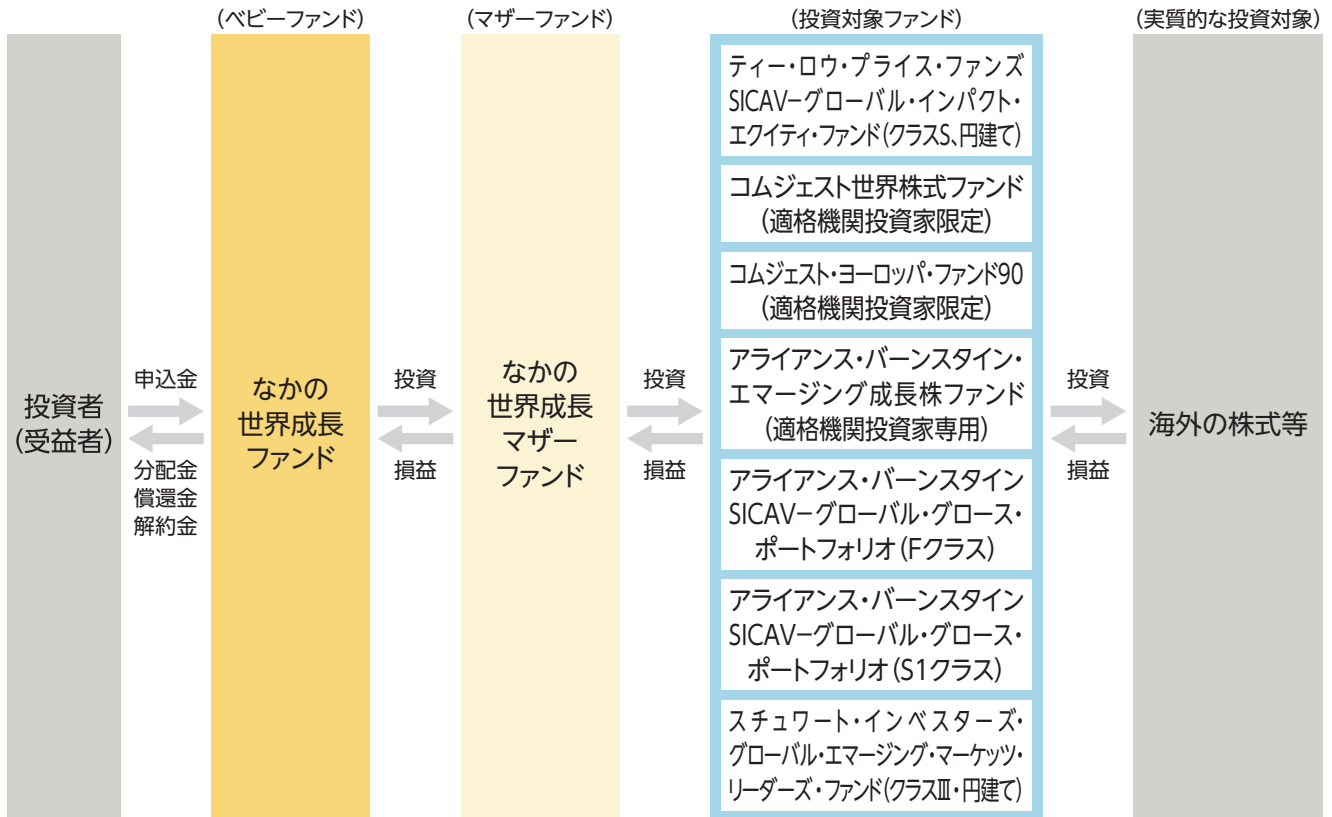 (ベビーファンド)
(マザーファンド)
(投資対象ファンド)
(実質的な投資対象)
投資者
(受益者)
申込金
分配金
償還金
解約金
なかの
世界成長
ファンド
投資
損益
なかの
世界成長
マザー
ファンド
投資
損益
ティー・ロウ・プライス・ファンズ
SICAV−グローバル・インパクト・
エクイティ・ファンド(クラスS、円建て)
コムジェスト世界株式ファンド
(適格機関投資家限定)
コムジェスト・ヨーロッパ・ファンド90
(適格機関投資家限定)
アライアンス・バーンスタイン・
エマージング成長株ファンド
(適格機関投資家専用)
アライアンス・バーンスタイン
SICAV−グローバル・グロース・
ポートフォリオ(Fクラス)
アライアンス・バーンスタイン
SICAV−グローバル・グロース・
ポートフォリオ(S1クラス)
スチュワート・インベスターズ・
グローバル・エマージング・マーケッツ・
リーダーズ・ファンド(クラスⅢ・円建て)
投資
損益
海外の株式等